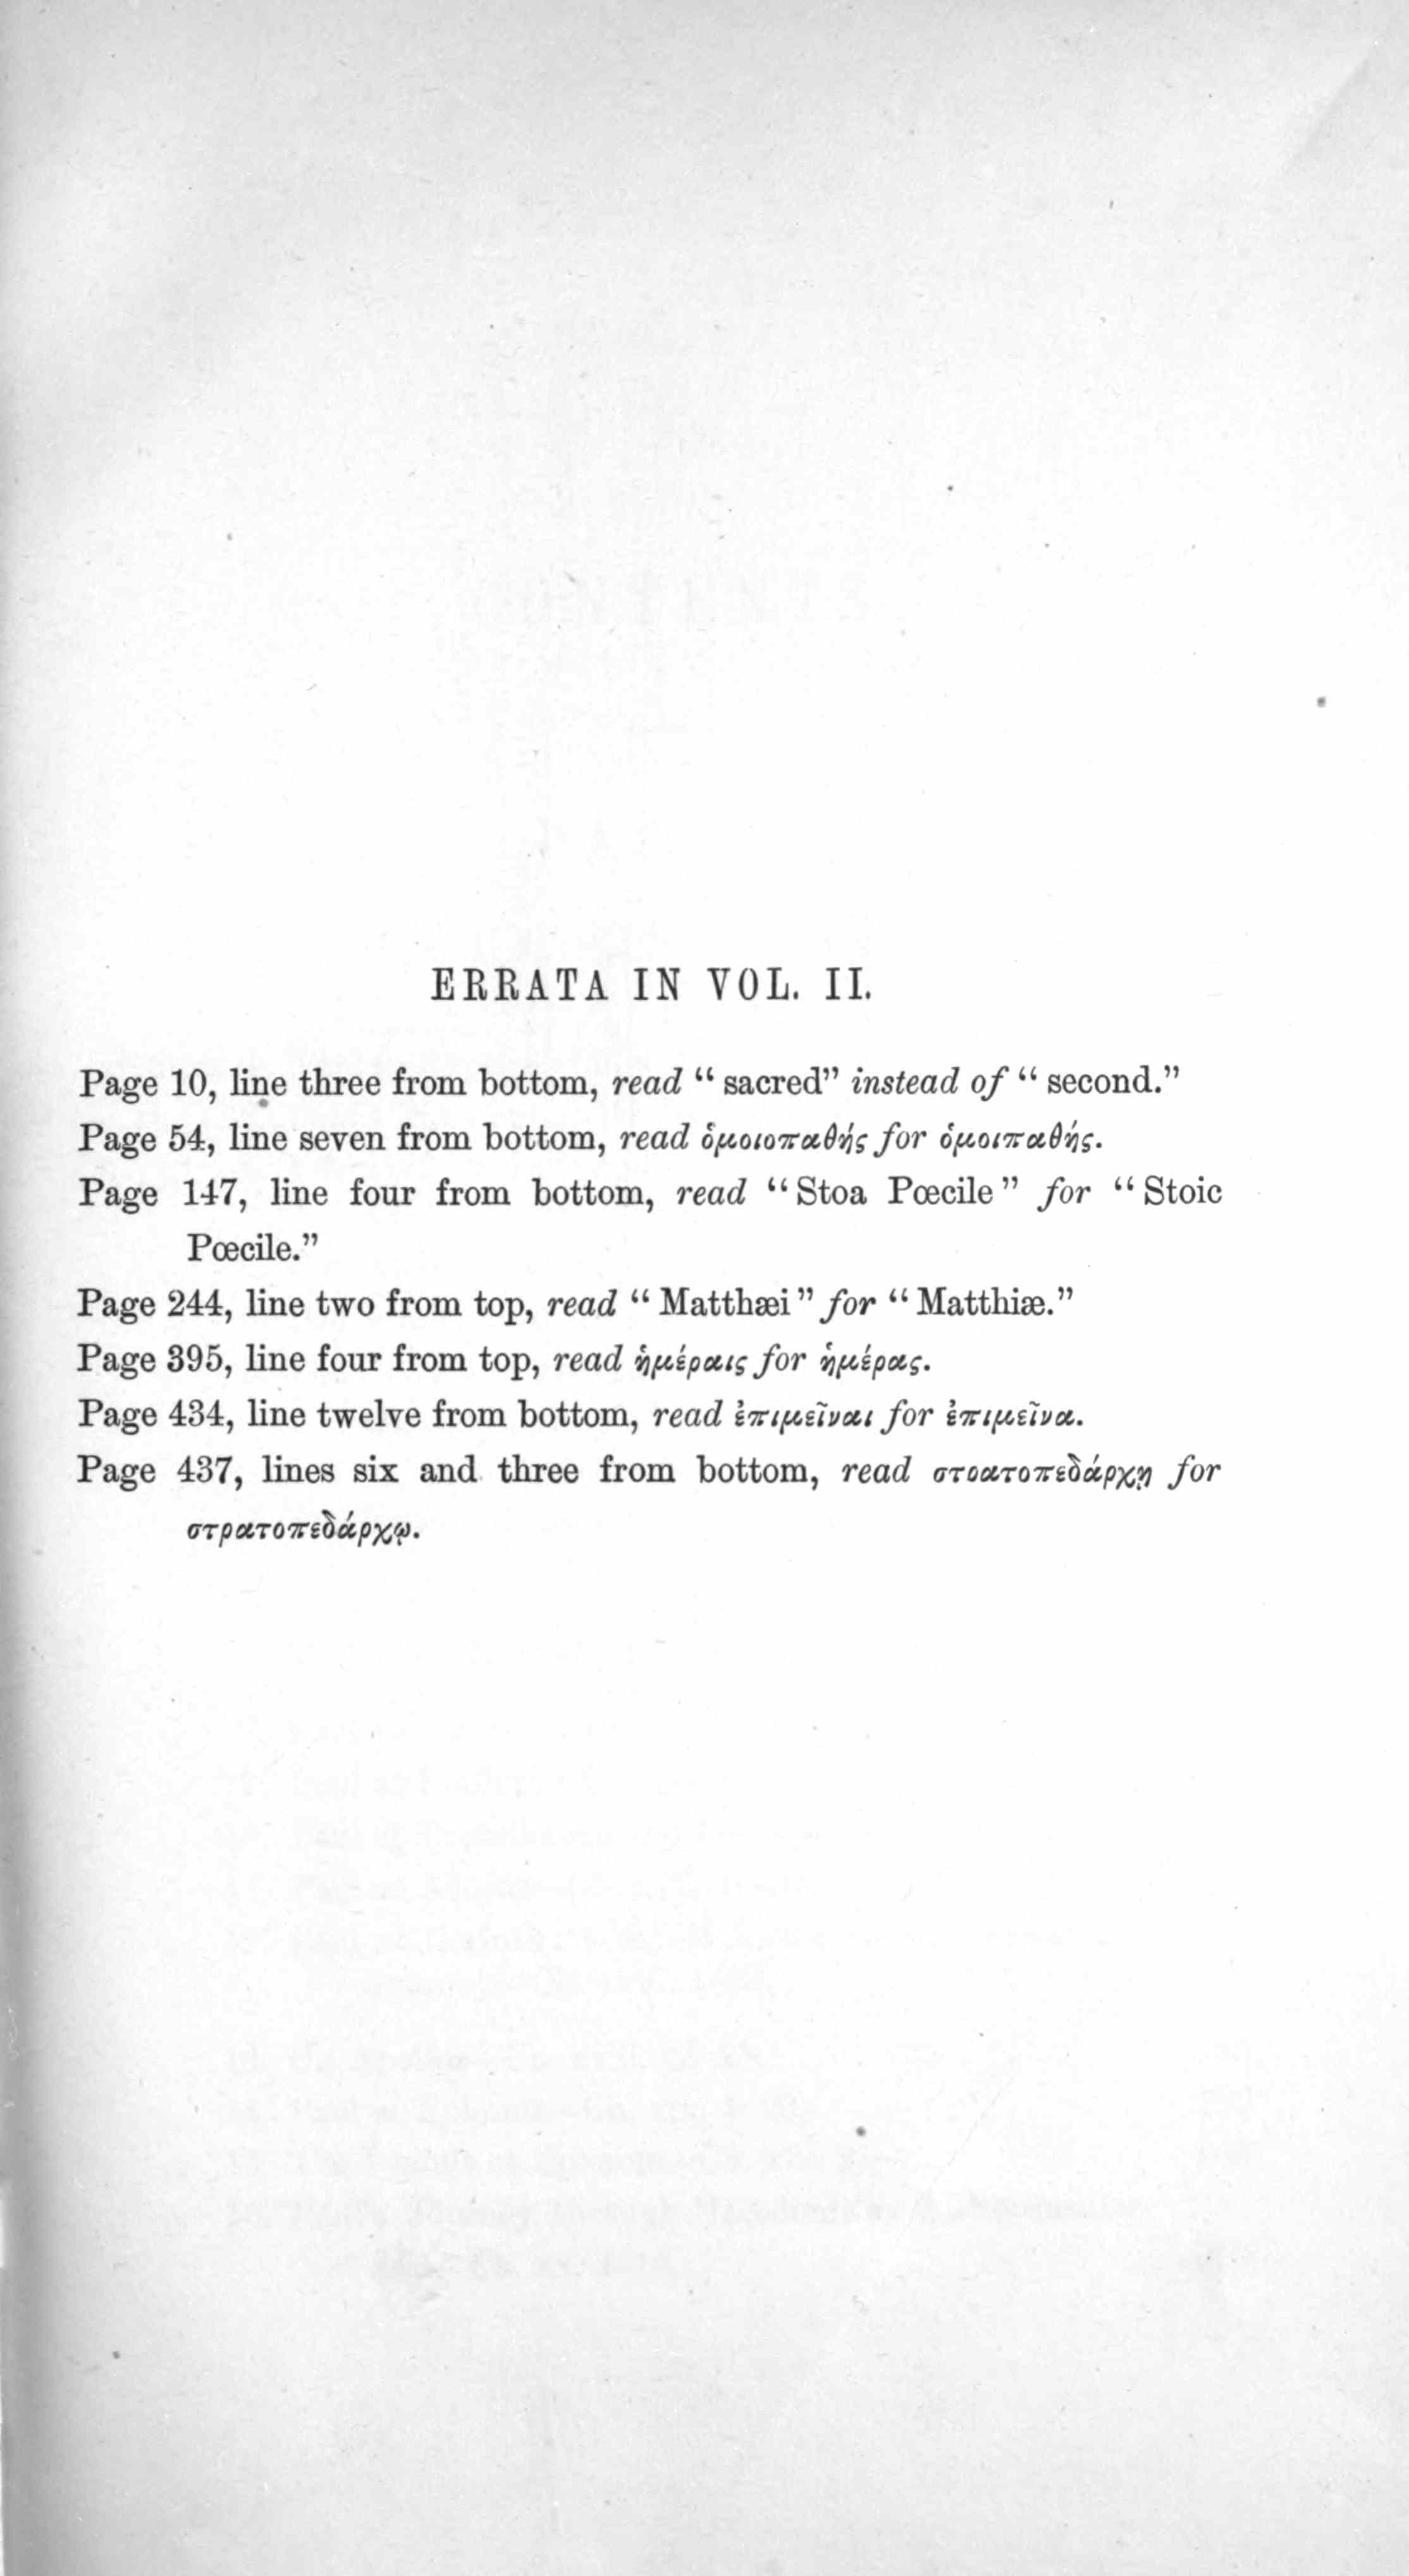 ERRATA IN VOL. II.
Page 10, line three from bottom, read “ sacred” instead of “ second.”
Page 54, line seven from bottom, read ὁμοιοπαθής for ὁμοιπαθής.
Page 147, line four from bottom, read “Stoa Pœcile” for “Stoic
Pœcile.”
Page 244, line two from top, read “ Matthæi” for “ Matthiæ.”
Page 395, line four from top, read ἡμέραις for ἡμέρας.
Page 434, line twelve from bottom, read ἐπιμεῖναι for ἐπιμεῖνα.
Page 437, lines six and three from bottom, read στοατοπεδάρχῃ for
στρατοπεδάρχῳ.